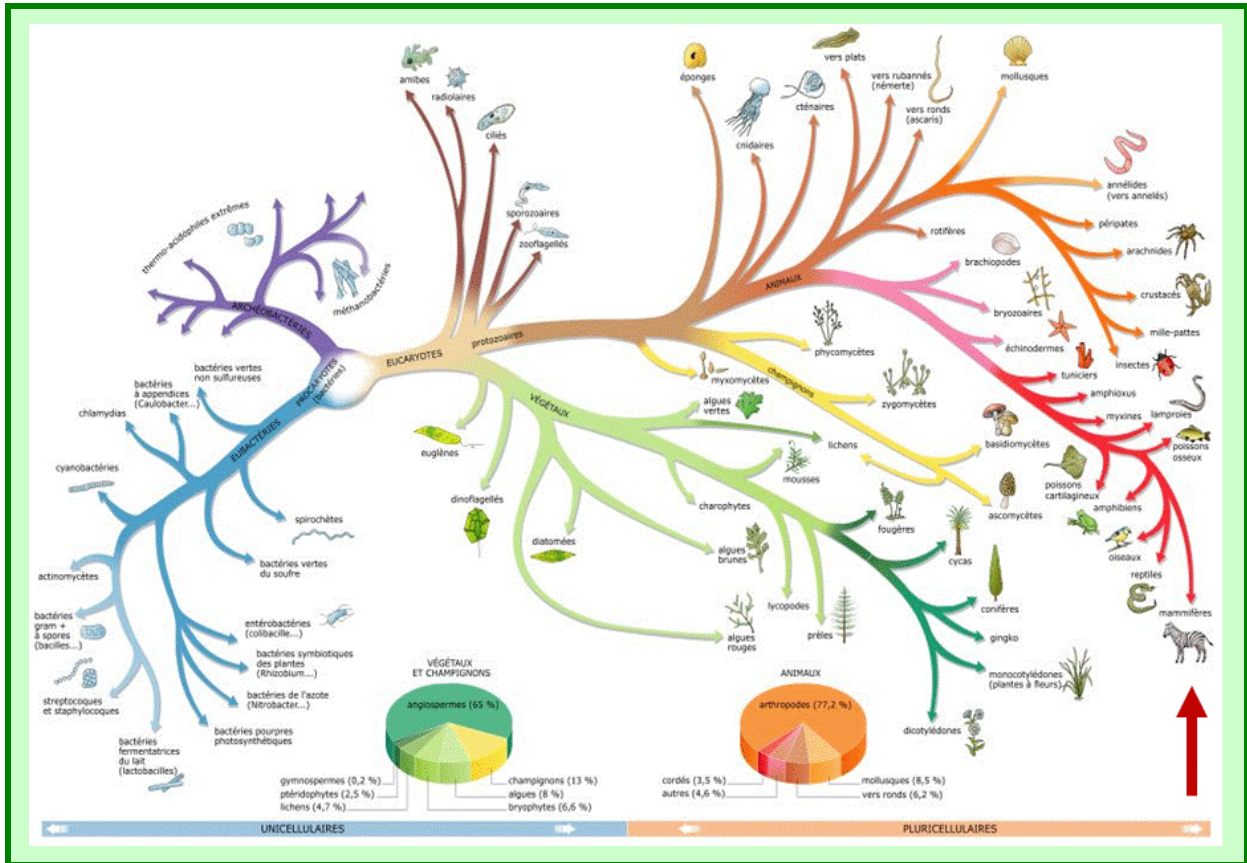 amibes
radiolaires
ciliés
sporozoaires
zooflagellés
éponges
cnidaires
cténaires
vers plats
vers rubannés
(némerte)
vers ronds
(ascaris)
mollusques
annélides
(vers annelés)
péripates
arachnides
crustacés
mille-pattes
insectes
rotifères
brachiopodes
bryozoaires
échinodermes
tuniciers
amphioxus
myxines
lamproies
poissons
osseux
poissons
cartilagineux
amphibiens
oiseaux
reptiles
mammifères
ANIMAUX
thermo-acidophiles extrêmes
méthanobactéries
ARCHÉOBACTÉRIES
PROCARYOTES
(bactéries)
EUCARYOTES
protozoaires
EUBACTÉRIES
bactéries vertes
non sulfureuses
bactéries
à appendices
(Caulobacter...)
chlamydias
cyanobactéries
spirochètes
bactéries vertes
du soufre
actinomycètes
bactéries
gram +
à spores
(bacilles...)
streptocoques
et staphylocoques
bactéries
fermentatrices
du lait
(lactobacilles)
entérobactéries
(colibacille...)
bactéries symbiotiques
des plantes
(Rhizobium...)
bactéries de l'azote
(Nitrobacter...)
bactéries pourpres
photosynthétiques
VÉGÉTAUX
euglènes
dinoflagellés
diatomées
algues
vertes
lichens
mousses
charophytes
algues
brunes
algues
rouges
lycopodes
prèles
fougères
cycas
conifères
gingko
monocotylédones
(plantes à fleurs)
dicotylédones
champignons
myxomycètes
phycomycètes
zygomycètes
basidiomycètes
ascomycètes
VÉGÉTAUX
ET CHAMPIGNONS
angiospermes (65 %)
gymnospermes (0,2 %)
ptéridophytes (2,5 %)
lichens (4,7 %)
champignons (13 %)
algues (8 %)
bryophytes (6,6 %)
ANIMAUX
arthropodes (77,2 %)
cordés (3,5 %)
autres (4,6 %)
mollusques (8,5 %)
vers ronds (6,2 %)
UNICELLULAIRES
PLURICELLULAIRES